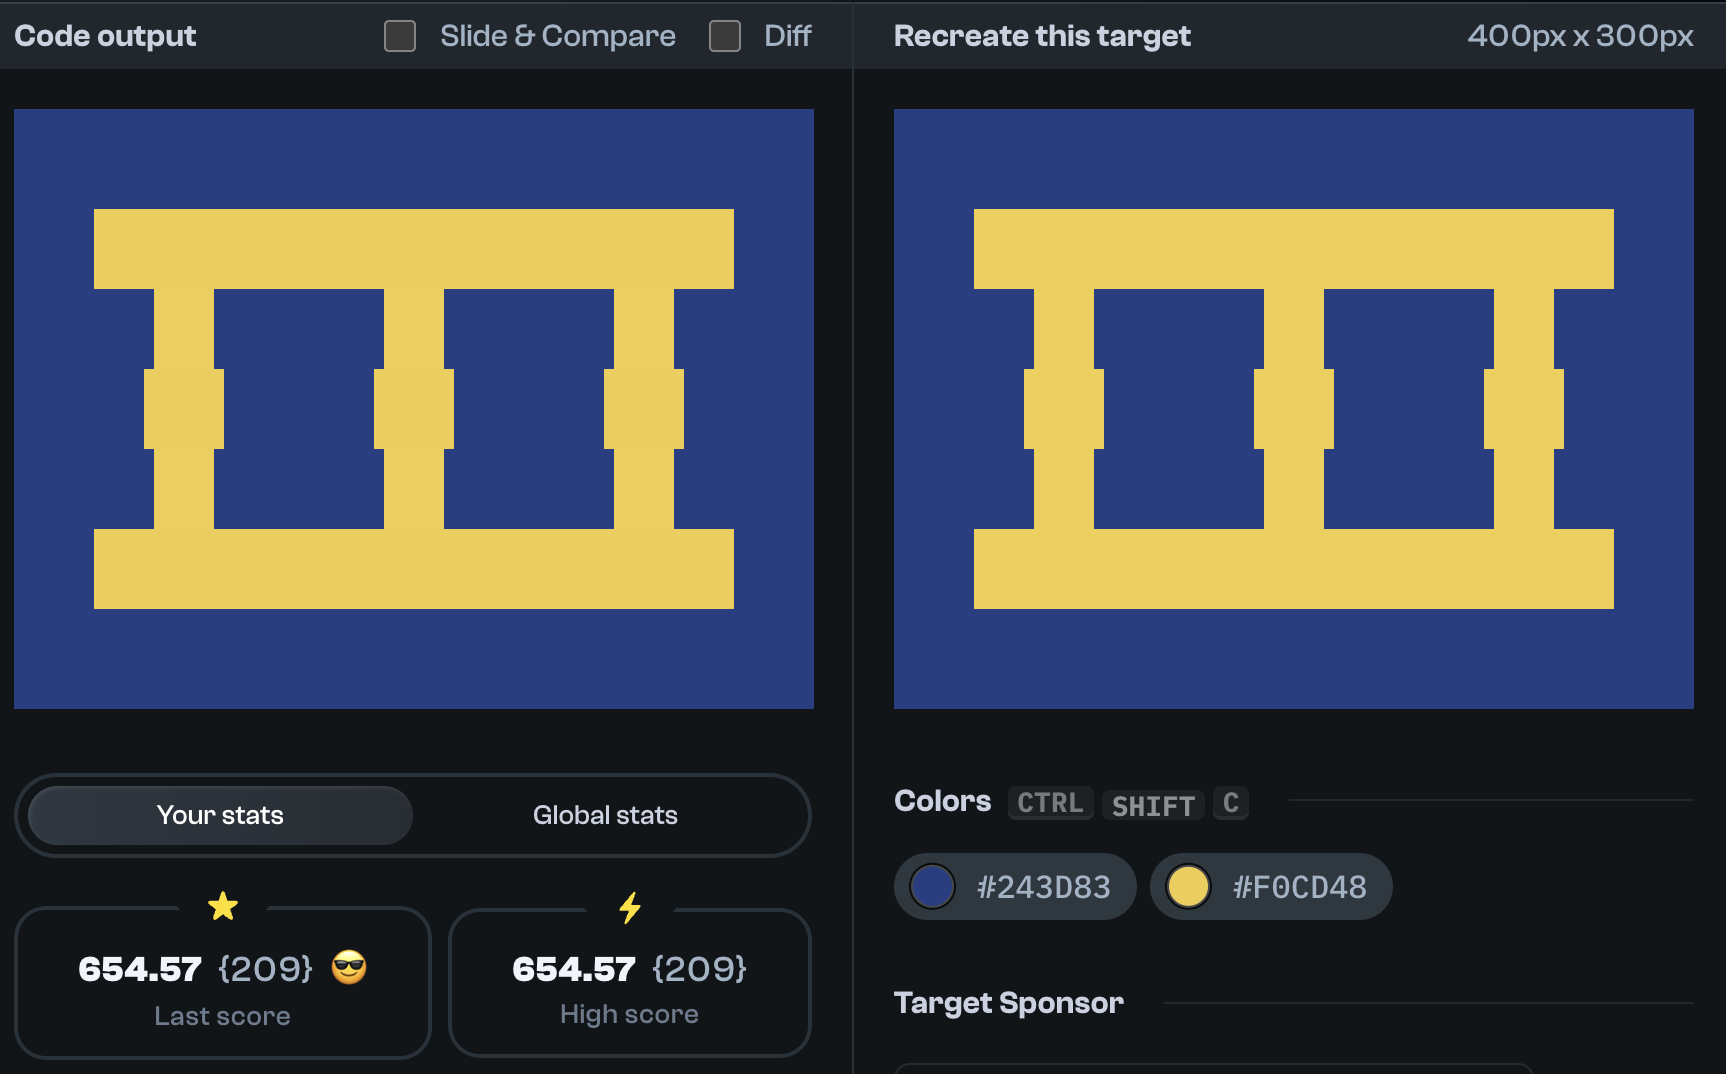 Code output
Slide & Compare
Diff
Recreate this target
400px x 300px
Your stats
Global stats
Colors CTRL SHIFT C
#243D83
#F0CD48
654.57 {209} 😎
Last score
654.57 {209}
High score
Target Sponsor